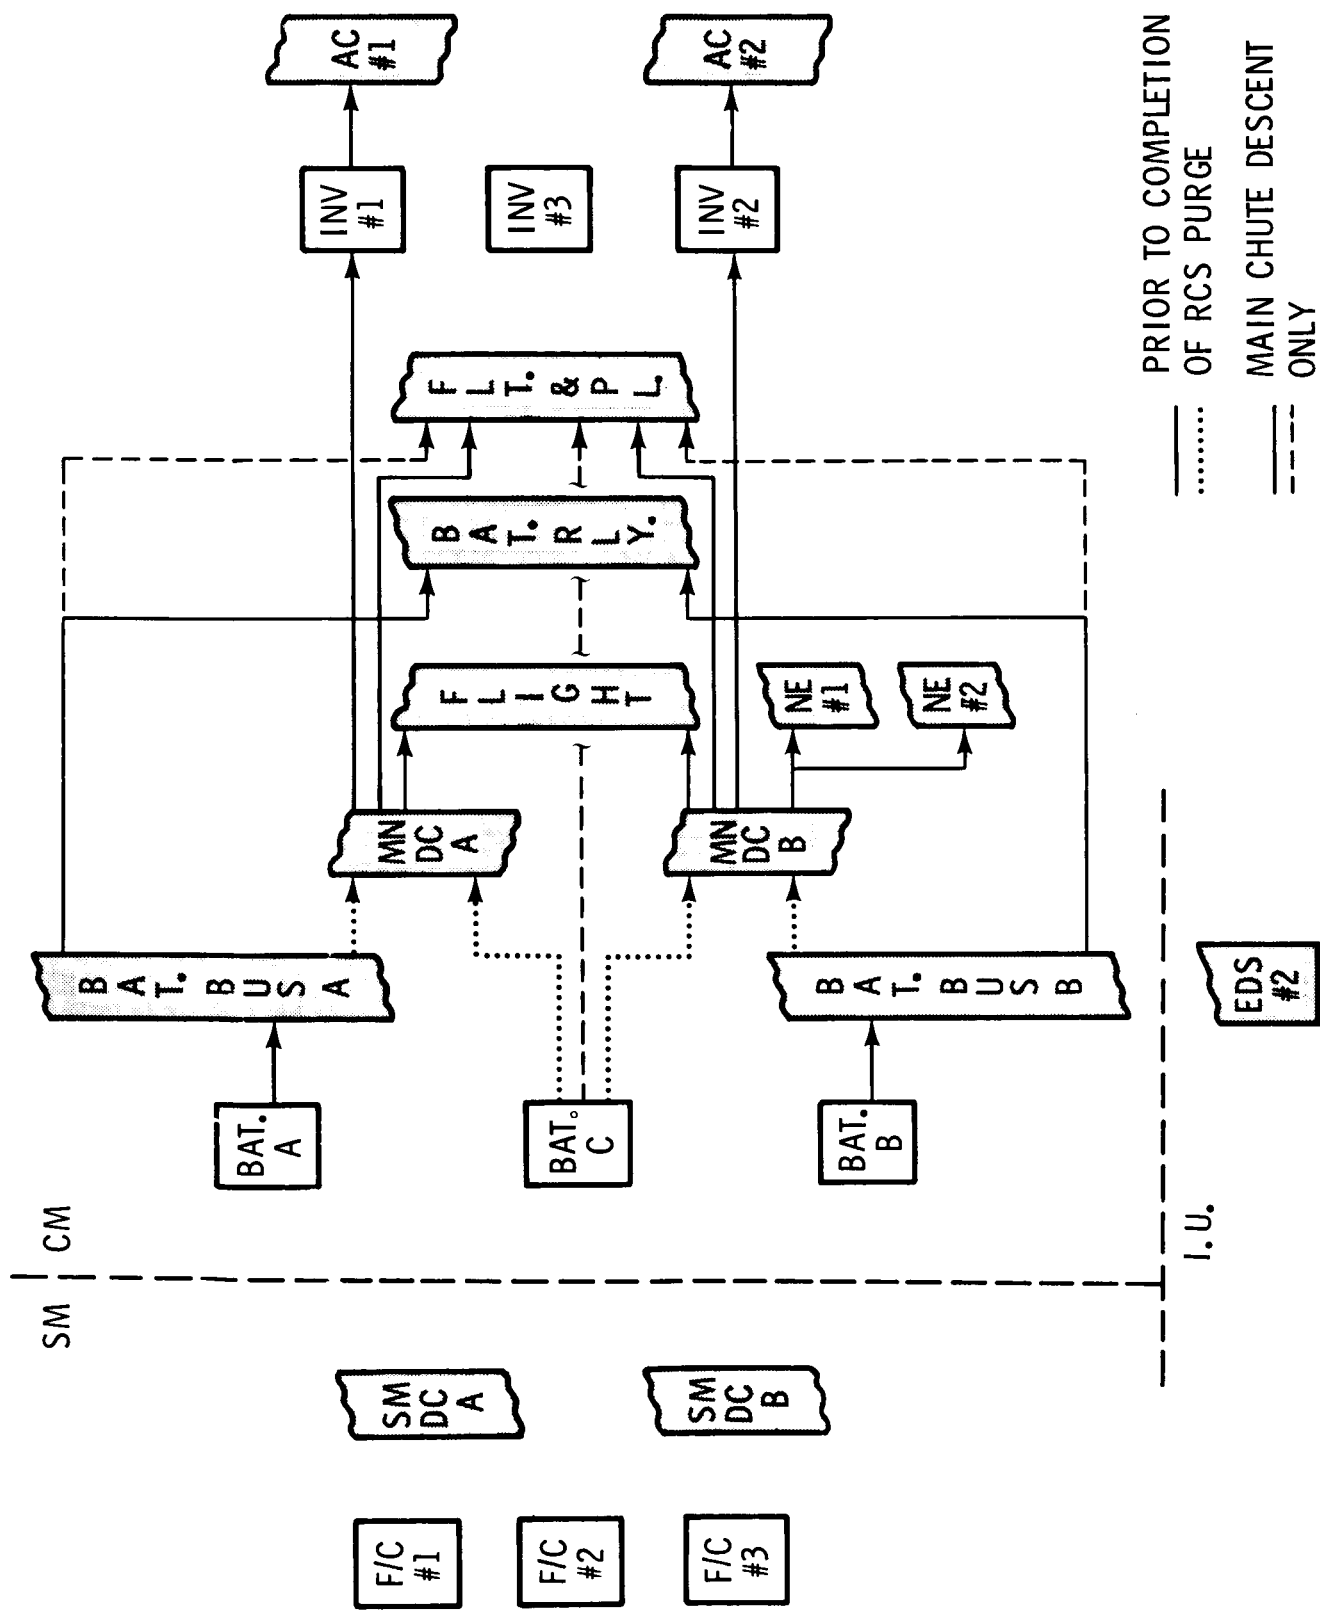 SM
CM
F/C
#1
F/C
#2
F/C
#3
SM
DC
A
SM
DC
B
BAT.
A
BAT.
C
BAT.
B
BAT. BUS A
BAT. BUS B
MN
DC
A
MN
DC
B
FLIGHT
NE
#1
NE
#2
BAT. RLY.
FLT. & P L.
INV
#1
INV
#3
INV
#2
AC
#1
AC
#2
I.U.
EDS
#2
PRIOR TO COMPLETION
OF RCS PURGE
MAIN CHUTE DESCENT
ONLY